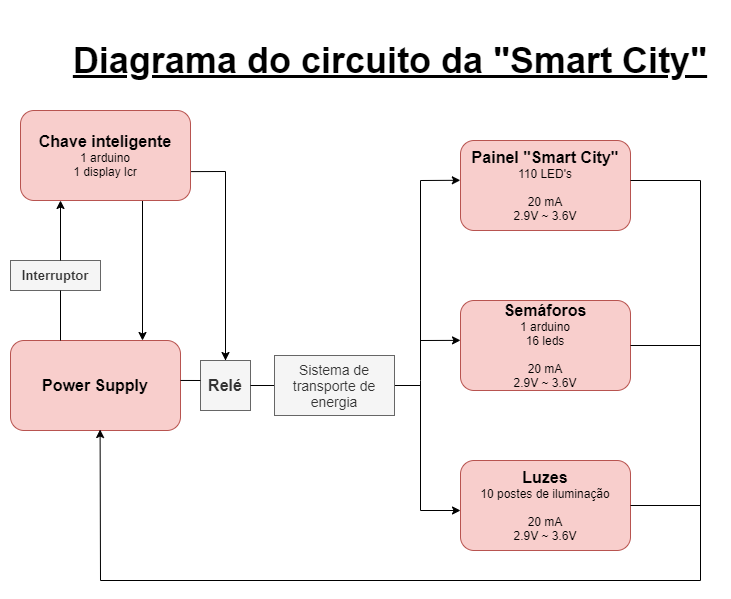 Diagrama do circuito da "Smart City"
Chave inteligente
1 arduino
1 display lcr
Interruptor
Power Supply
Relé
Sistema de
transporte de
energia
Painel "Smart City"
110 LED's
20 mA
2.9V ~ 3.6V
Semáforos
1 arduino
16 leds
20 mA
2.9V ~ 3.6V
Luzes
10 postes de iluminação
20 mA
2.9V ~ 3.6V